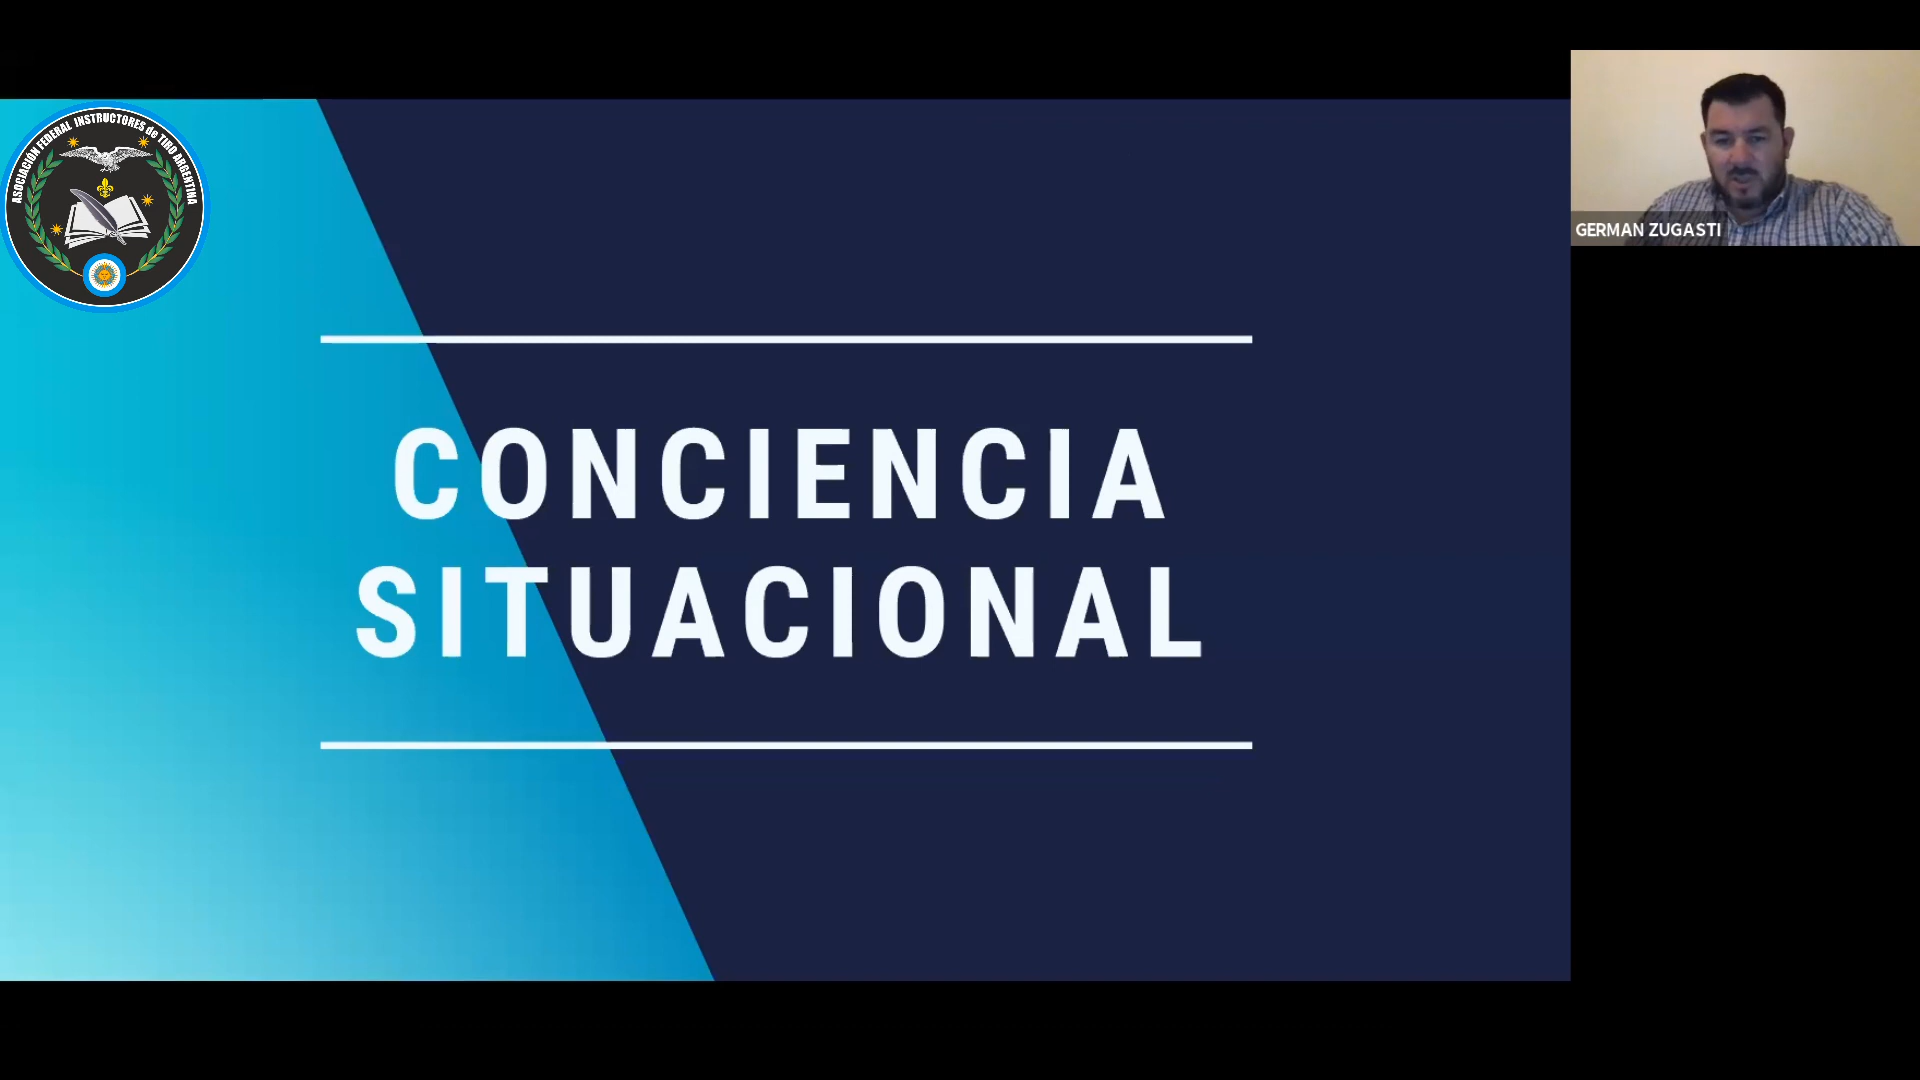 ASOCIACIÓN FEDERAL INSTRUCTORES de TIRO ARGENTINA
CONCIENCIA
SITUACIONAL
GERMAN ZUGASTI